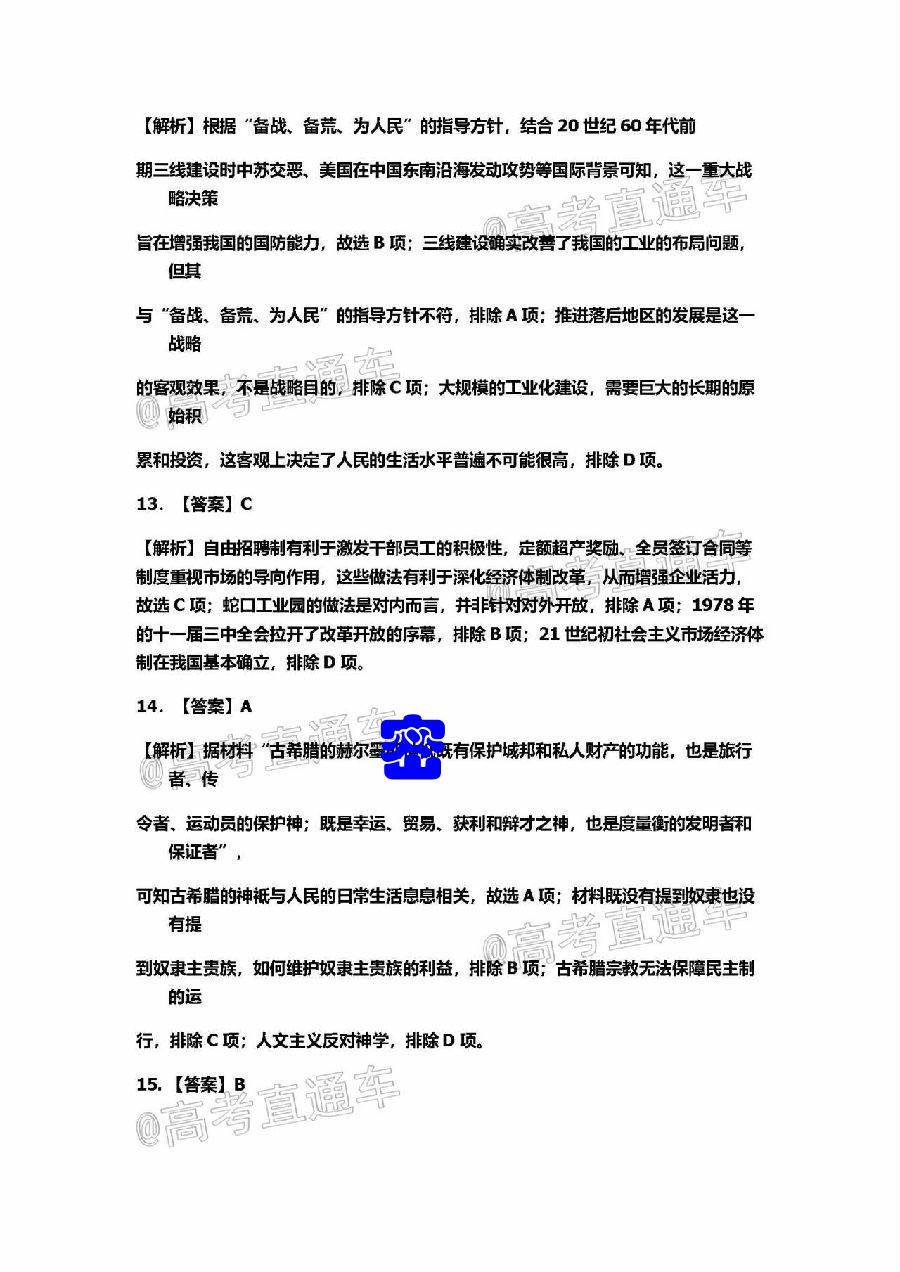 【解析】根据“备战、备荒、为人民”的指导方针，结合 20 世纪 60 年代前
期三线建设时中苏交恶、美国在中国东南沿海发动攻势等国际背景可知，这一重大战
略决策
@高考直通车
旨在增强我国的国防能力，故选 B 项；三线建设确实改善了我国的工业的布局问题，
但其
与“备战、备荒、为人民”的指导方针不符，排除 A 项；推进落后地区的发展是这一
战略
@高考直通车
的客观效果，不是战略目的，排除 C 项；大规模的工业化建设，需要巨大的长期的原
始积
累和投资，这客观上决定了人民的生活水平普遍不可能很高，排除 D 项。
13. 【答案】C
@高考直通车
【解析】自由招聘制有利于激发干部员工的积极性，定额超产奖励、全员签订合同等
制度重视市场的导向作用，这些做法有利于深化经济体制改革，从而增强企业活力，
故选 C 项；蛇口工业园的做法是对内而言，并非针对对外开放，排除 A 项；1978 年
的十一届三中全会拉开了改革开放的序幕，排除 B 项；21 世纪初社会主义市场经济体
制在我国基本确立，排除 D 项。
14. 【答案】A
@高考直通车
【解析】据材料“古希腊的赫尔墨 既有保护城邦和私人财产的功能，也是旅行
者、传
令者、运动员的保护神；既是幸运、贸易、获利和辩才之神，也是度量衡的发明者和
保证者”，
可知古希腊的神祇与人民的日常生活息息相关，故选 A 项；材料既没有提到奴隶也没
有提
@高考直通车
到奴隶主贵族，如何维护奴隶主贵族的利益，排除 B 项；古希腊宗教无法保障民主制
的运
行，排除 C 项；人文主义反对神学，排除 D 项。
15. 【答案】B
@高考直通车